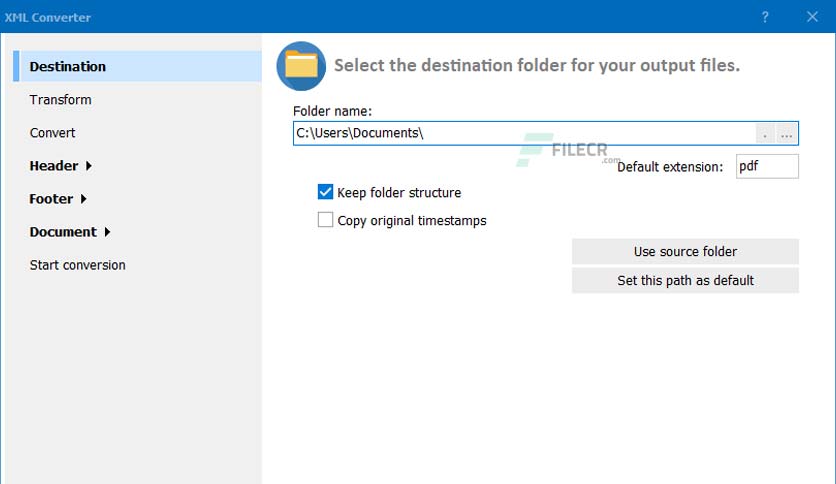 XML Converter ?
Destination
Transform
Convert
Header
Footer
Document
Start conversion
Select the destination folder for your output files.
Folder name:
C:\Users\Documents\
. ...
FILECR
.com
Default extension: pdf
Keep folder structure
Copy original timestamps
Use source folder
Set this path as default